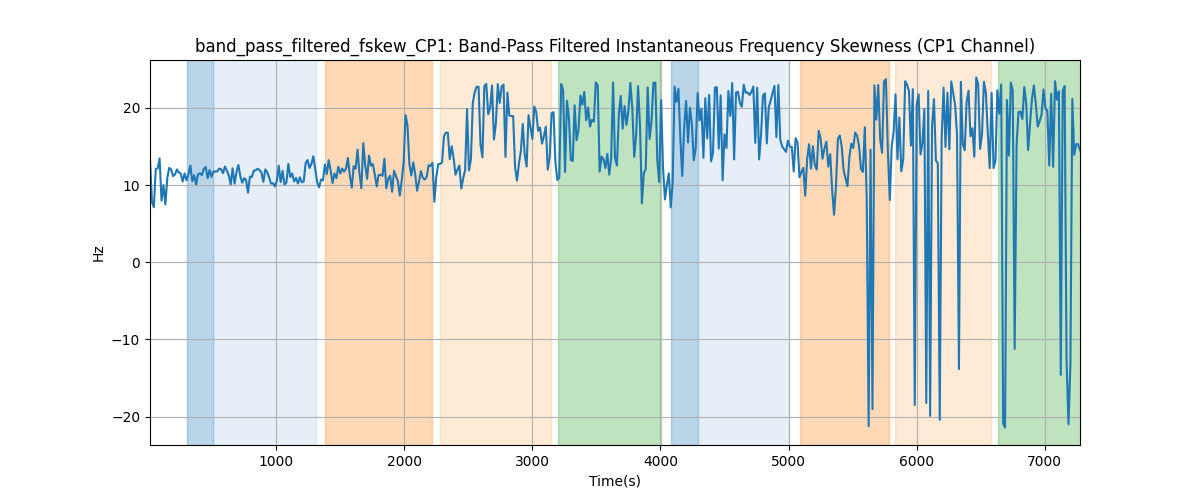 band_pass_filtered_fskew_CP1: Band-Pass Filtered Instantaneous Frequency Skewness (CP1 Channel)
20
10
0
−10
−20
Hz
1000 2000 3000 4000 5000 6000 7000
Time(s)